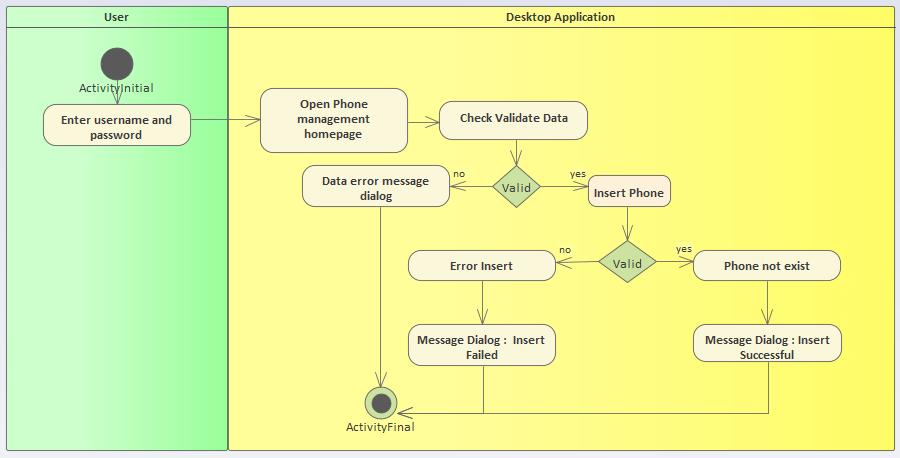 User
Desktop Application
ActivityInitial
Enter username and
password
Open Phone
management
homepage
Check Validate Data
Data error message
dialog
no
Valid
yes
Insert Phone
Error Insert
no
Valid
yes
Phone not exist
Message Dialog :  Insert
Failed
Message Dialog : Insert
Successful
ActivityFinal